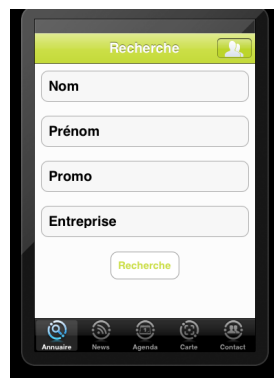 Recherche
Nom
Prénom
Promo
Entreprise
Recherche
Annuaire News Agenda Carte Contact